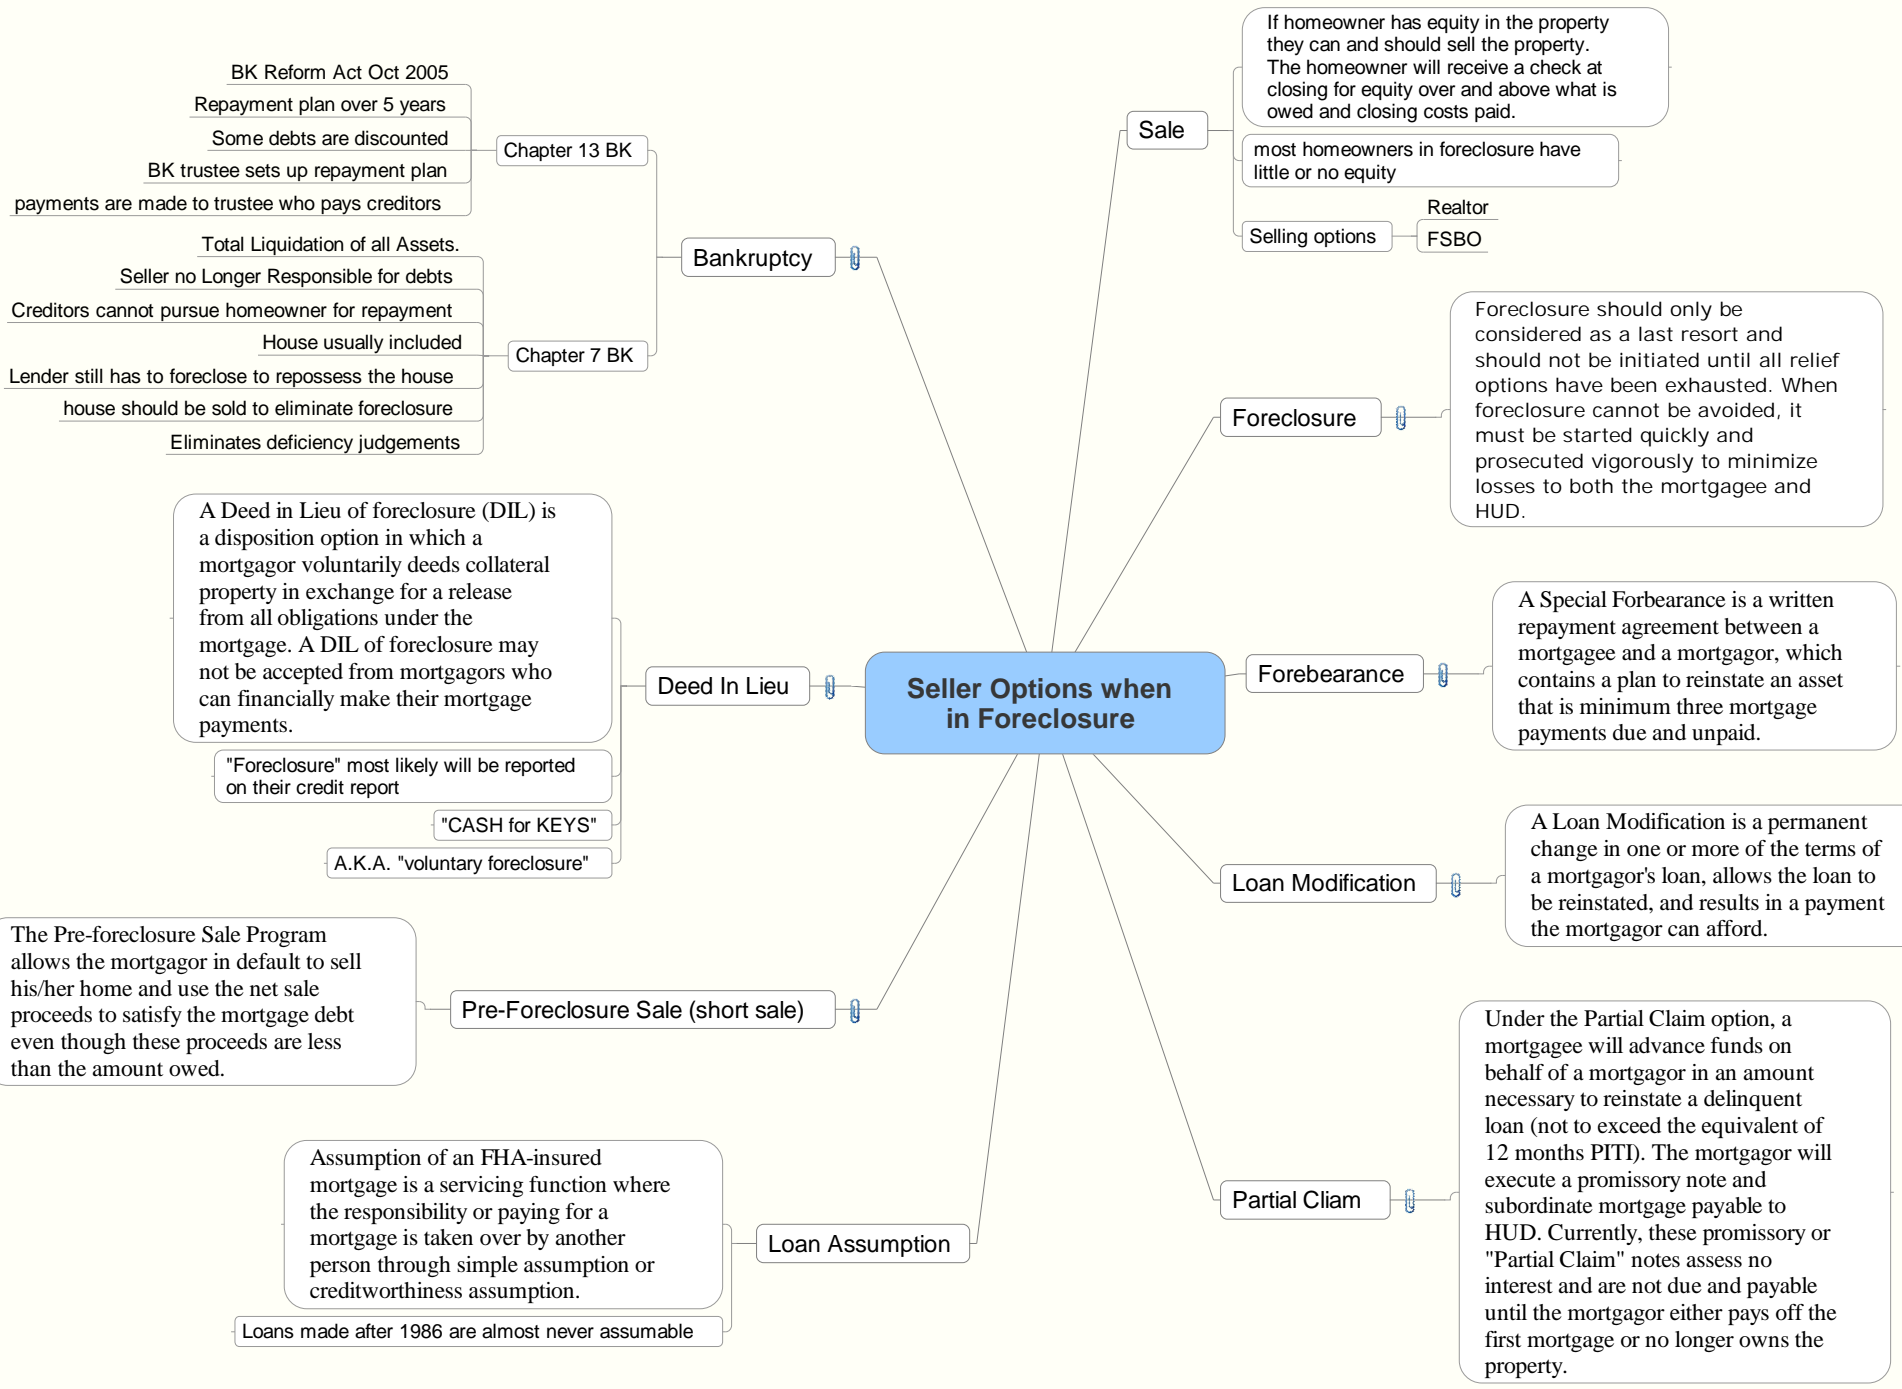 Seller Options when
in Foreclosure
Sale
If homeowner has equity in the property
they can and should sell the property.
The homeowner will receive a check at
closing for equity over and above what is
owed and closing costs paid.
most homeowners in foreclosure have
little or no equity
Selling options
Realtor
FSBO
Foreclosure
Foreclosure should only be
considered as a last resort and
should not be initiated until all relief
options have been exhausted. When
foreclosure cannot be avoided, it
must be started quickly and
prosecuted vigorously to minimize
losses to both the mortgagee and
HUD.
Forebearance
A Special Forbearance is a written
repayment agreement between a
mortgagee and a mortgagor, which
contains a plan to reinstate an asset
that is minimum three mortgage
payments due and unpaid.
Loan Modification
A Loan Modification is a permanent
change in one or more of the terms of
a mortgagor's loan, allows the loan to
be reinstated, and results in a payment
the mortgagor can afford.
Partial Cliam
Under the Partial Claim option, a
mortgagee will advance funds on
behalf of a mortgagor in an amount
necessary to reinstate a delinquent
loan (not to exceed the equivalent of
12 months PITI). The mortgagor will
execute a promissory note and
subordinate mortgage payable to
HUD. Currently, these promissory or
"Partial Claim" notes assess no
interest and are not due and payable
until the mortgagor either pays off the
first mortgage or no longer owns the
property.
Bankruptcy
Chapter 13 BK
BK Reform Act Oct 2005
Repayment plan over 5 years
Some debts are discounted
BK trustee sets up repayment plan
payments are made to trustee who pays creditors
Chapter 7 BK
Total Liquidation of all Assets.
Seller no Longer Responsible for debts
Creditors cannot pursue homeowner for repayment
House usually included
Lender still has to foreclose to repossess the house
house should be sold to eliminate foreclosure
Eliminates deficiency judgements
Deed In Lieu
A Deed in Lieu of foreclosure (DIL) is
a disposition option in which a
mortgagor voluntarily deeds collateral
property in exchange for a release
from all obligations under the
mortgage. A DIL of foreclosure may
not be accepted from mortgagors who
can financially make their mortgage
payments.
"Foreclosure" most likely will be reported
on their credit report
"CASH for KEYS"
A.K.A. "voluntary foreclosure"
Pre-Foreclosure Sale (short sale)
The Pre-foreclosure Sale Program
allows the mortgagor in default to sell
his/her home and use the net sale
proceeds to satisfy the mortgage debt
even though these proceeds are less
than the amount owed.
Loan Assumption
Assumption of an FHA-insured
mortgage is a servicing function where
the responsibility or paying for a
mortgage is taken over by another
person through simple assumption or
creditworthiness assumption.
Loans made after 1986 are almost never assumable